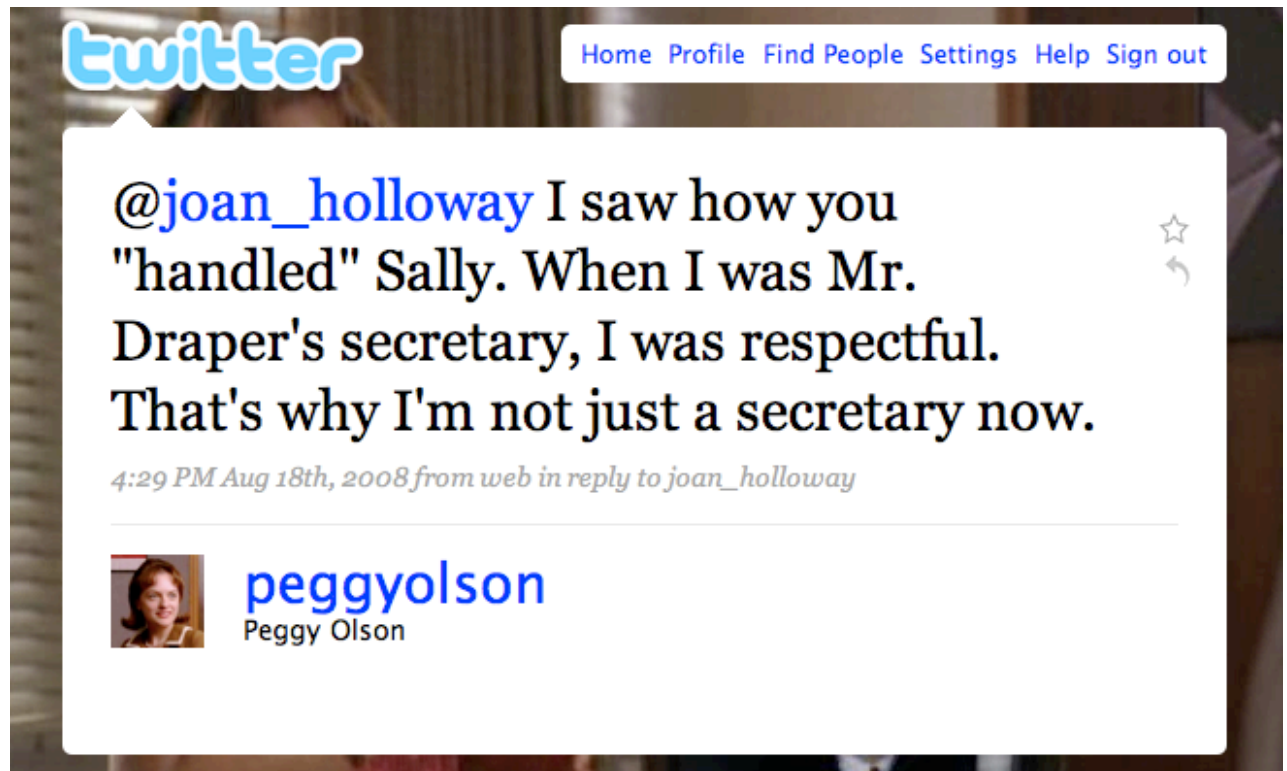 twitter
Home Profile Find People Settings Help Sign out
@joan_holloway I saw how you
"handled" Sally. When I was Mr.
Draper's secretary, I was respectful.
That's why I'm not just a secretary now.
4:29 PM Aug 18th, 2008 from web in reply to joan_holloway
peggyolson
Peggy Olson